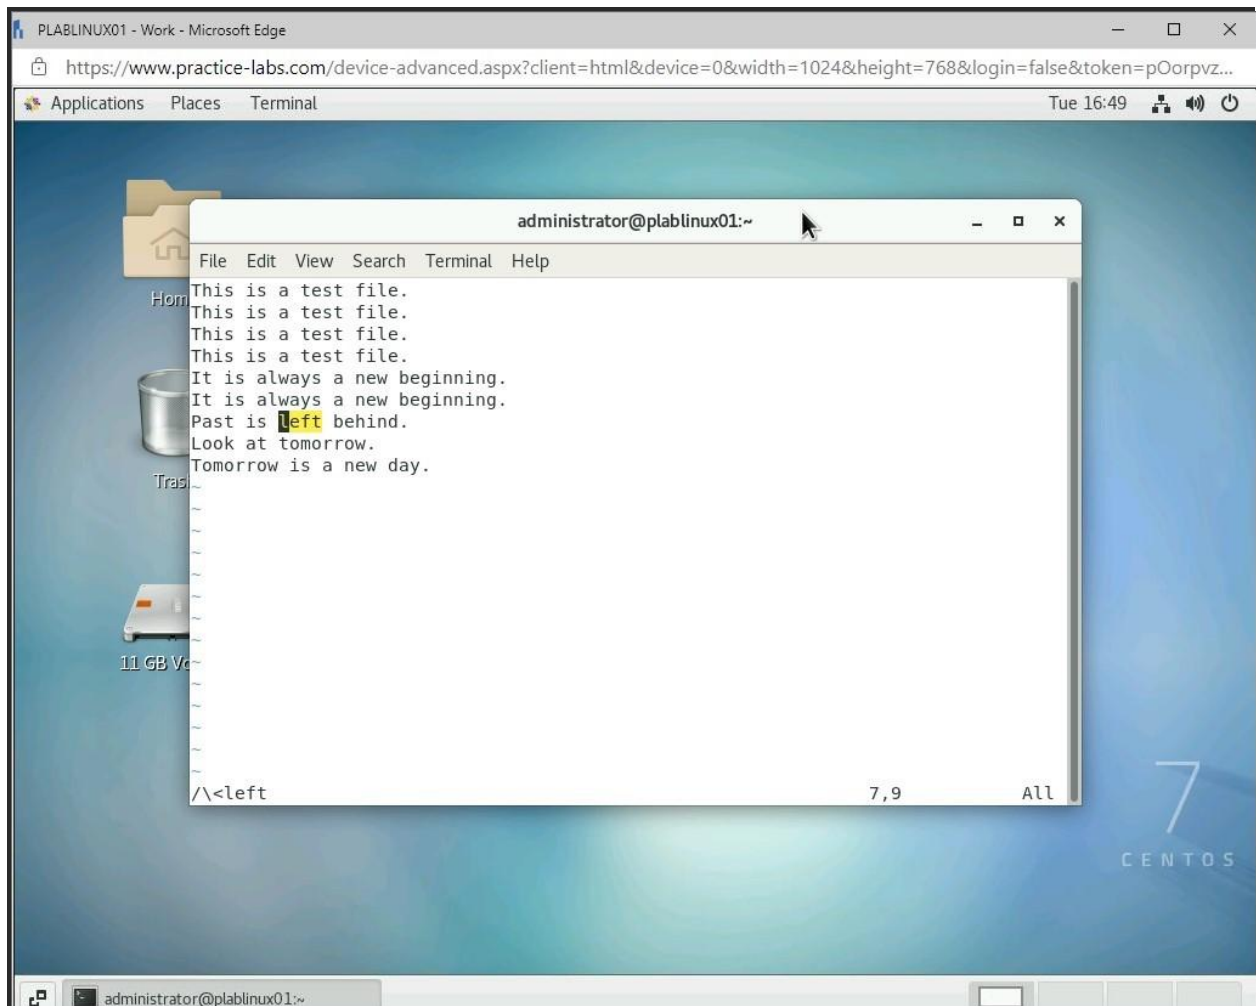 PLABLINUX01 - Work - Microsoft Edge
https://www.practice-labs.com/device-advanced.aspx?client=html&device=0&width=1024&height=768&login=false&token=pOorpvz...
Applications Places Terminal Tue 16:49
administrator@plablinux01:~
File Edit View Search Terminal Help
This is a test file.
This is a test file.
This is a test file.
This is a test file.
It is always a new beginning.
It is always a new beginning.
Past is left behind.
Look at tomorrow.
Tomorrow is a new day.
~
~
~
~
~
~
~
~
~
~
~
~
~
~
/\<left 7,9 All
Hom
Tras
11 GB Vo
7
CENTOS
administrator@plablinux01:~